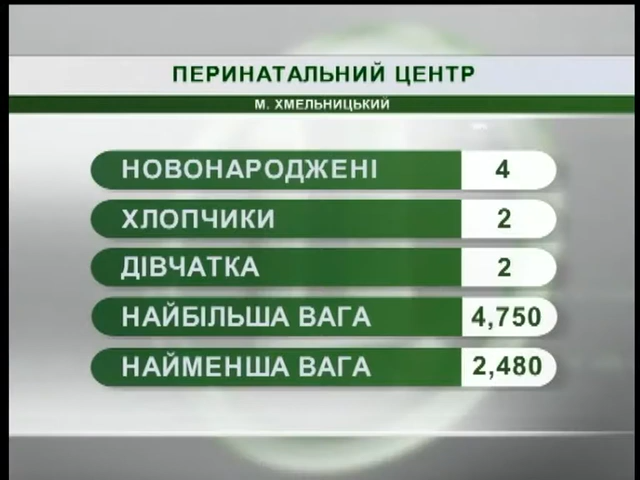 ПЕРИНАТАЛЬНИЙ ЦЕНТР
М. ХМЕЛЬНИЦЬКИЙ
НОВОНАРОДЖЕНІ 4
ХЛОПЧИКИ 2
ДІВЧАТКА 2
НАЙБІЛЬША ВАГА 4,750
НАЙМЕНША ВАГА 2,480